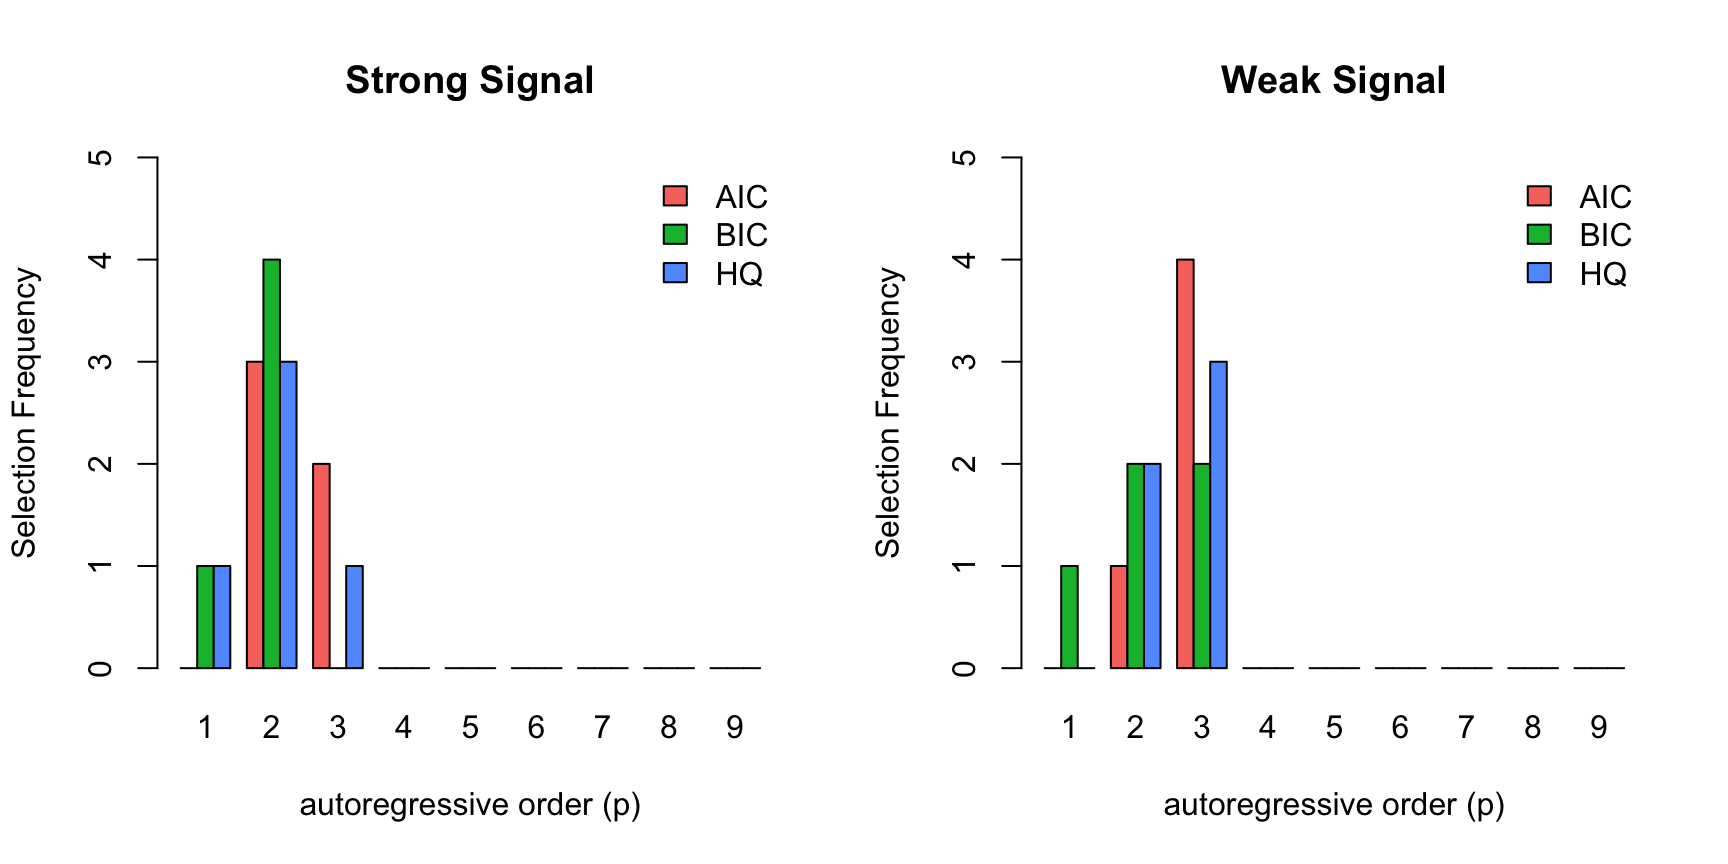 Strong Signal
Selection Frequency
5
4
3
2
1
0
AIC
BIC
HQ
1 2 3 4 5 6 7 8 9
autoregressive order (p)
Weak Signal
Selection Frequency
5
4
3
2
1
0
AIC
BIC
HQ
1 2 3 4 5 6 7 8 9
autoregressive order (p)